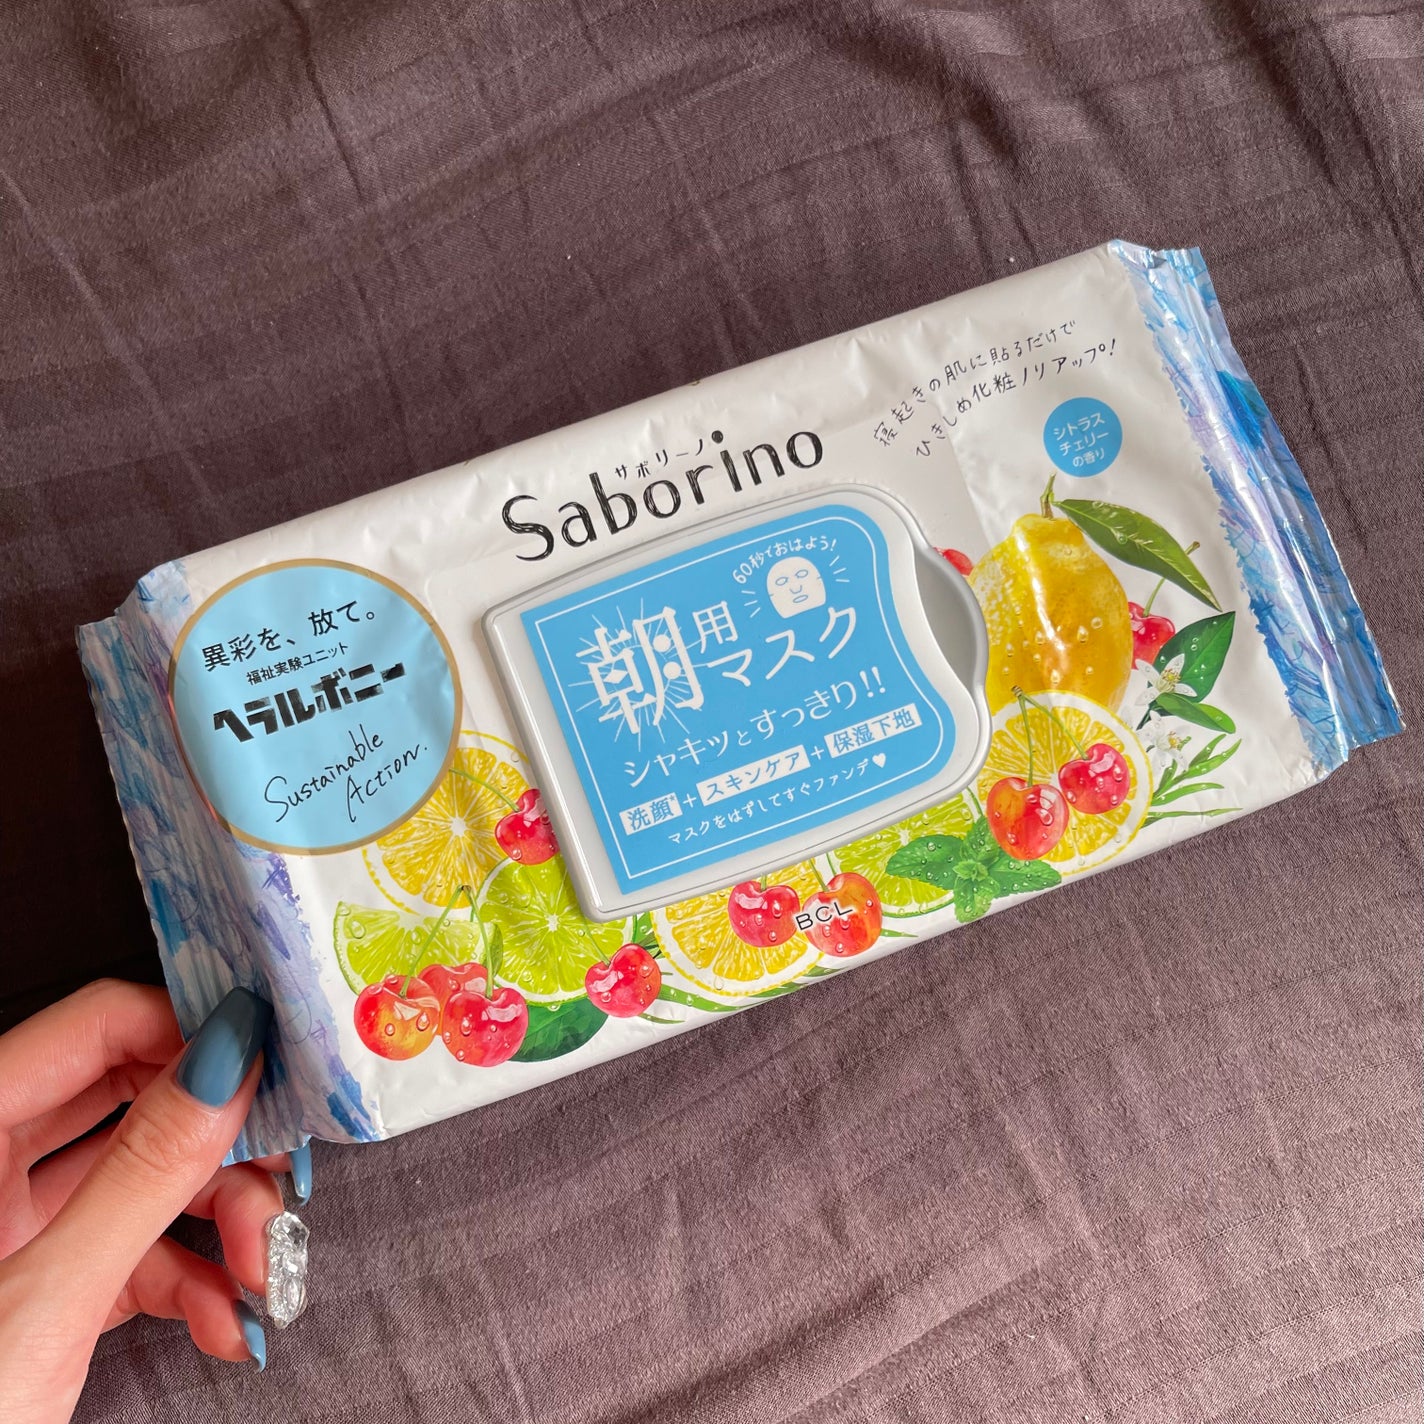 寝起きの肌に貼るだけで
ひきしめ化粧ノリアップ!
シトラス
チェリー
の香り
サボリーノ
Saborino
異彩を、放て。
福祉実験ユニット
ヘラルボニー
Sustainable
Action.
60秒でおはよう!
朝用マスク
シャキッとすっきり!!
洗顔*+スキンケア+保湿下地
マスクをはずしてすぐファンデ♥
BCL